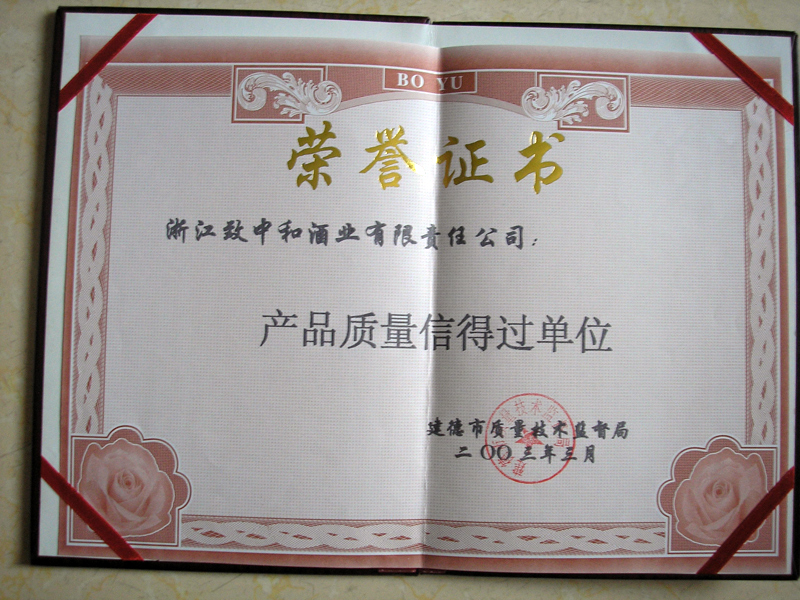 BO YU
荣誉证书
浙江致中和酒业有限责任公司：
产品质量信得过单位
建德市质量技术监督局
二〇〇三年三月